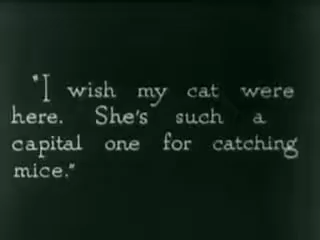 "I wish my cat were
here. She's such a
capital one for catching
mice."